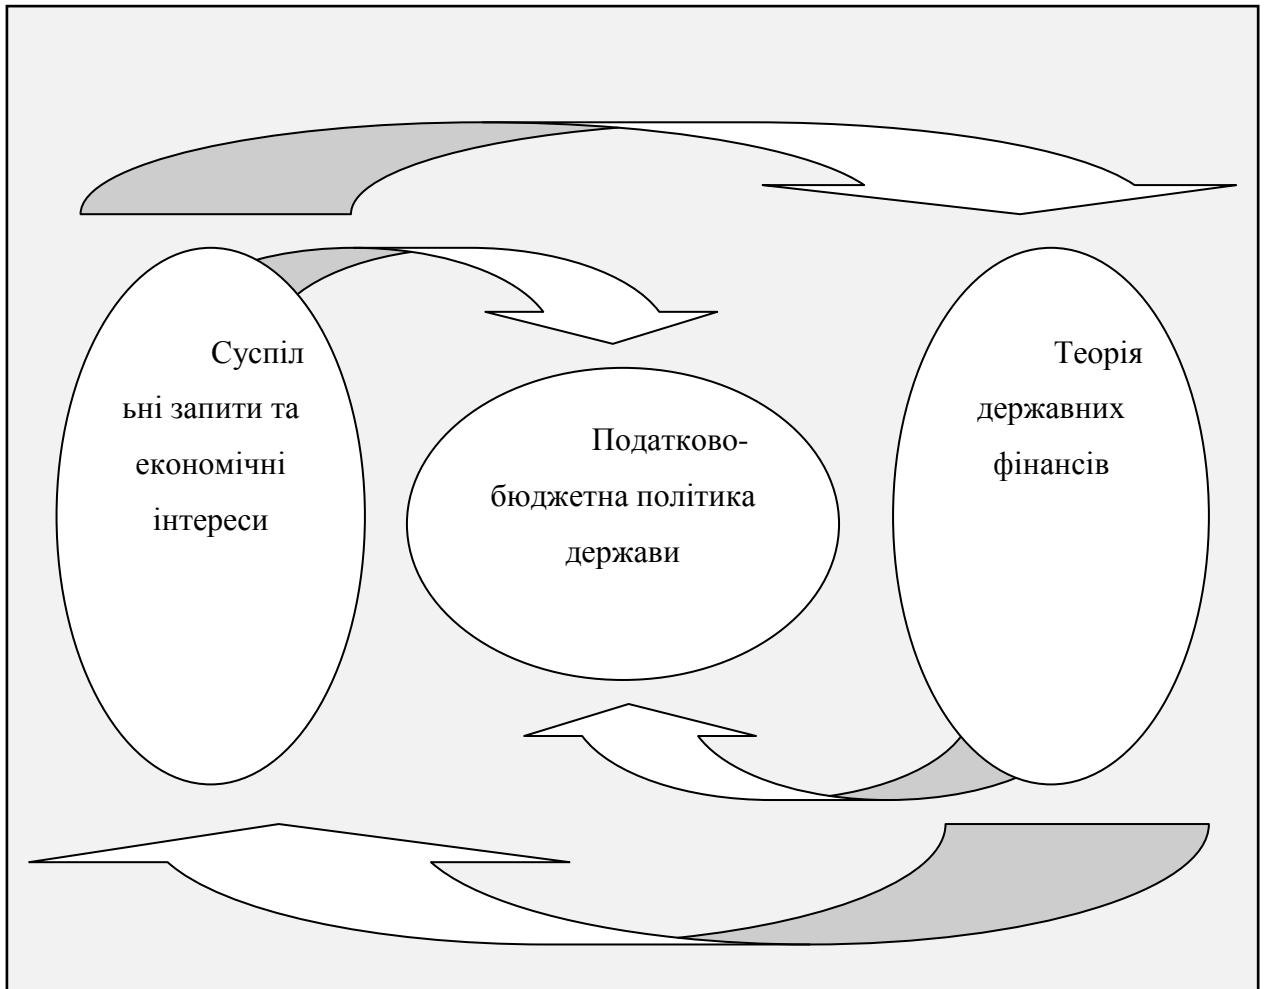 Суспіл
ьні запити та
економічні
інтереси
Податково-
бюджетна політика
держави
Теорія
державних
фінансів